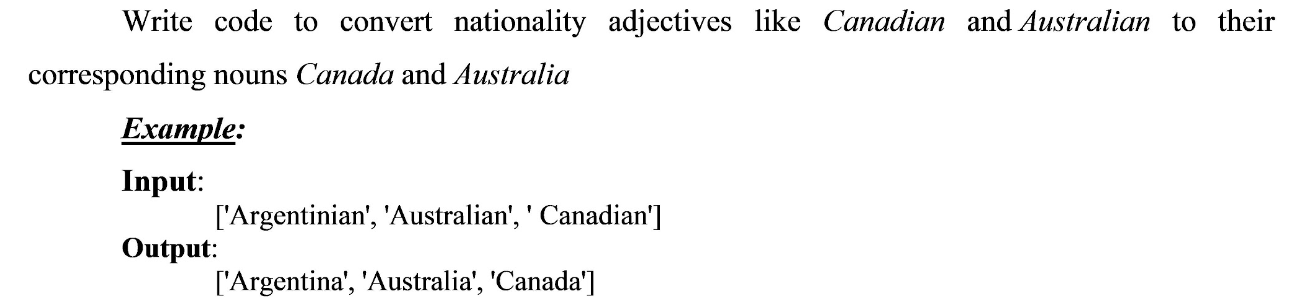 Write code to convert nationality adjectives like Canadian and Australian to their
corresponding nouns Canada and Australia
Example:
Input:
['Argentinian', 'Australian', ' Canadian']
Output:
['Argentina', 'Australia', 'Canada']